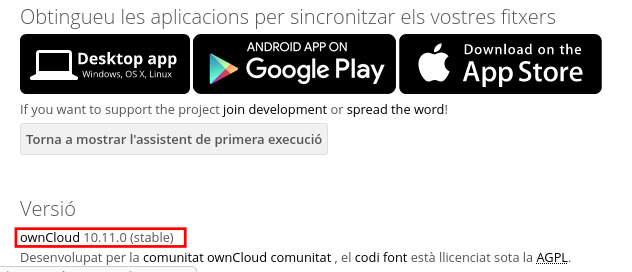 Obtingueu les aplicacions per sincronitzar els vostres fitxers
Desktop app
Windows, OS X, Linux
ANDROID APP ON
Google Play
Download on the
App Store
If you want to support the project join development or spread the word!
Torna a mostrar l'assistent de primera execució
Versió
ownCloud 10.11.0 (stable)
Desenvolupat per la comunitat ownCloud comunitat , el codi font està llicenciat sota la AGPL.